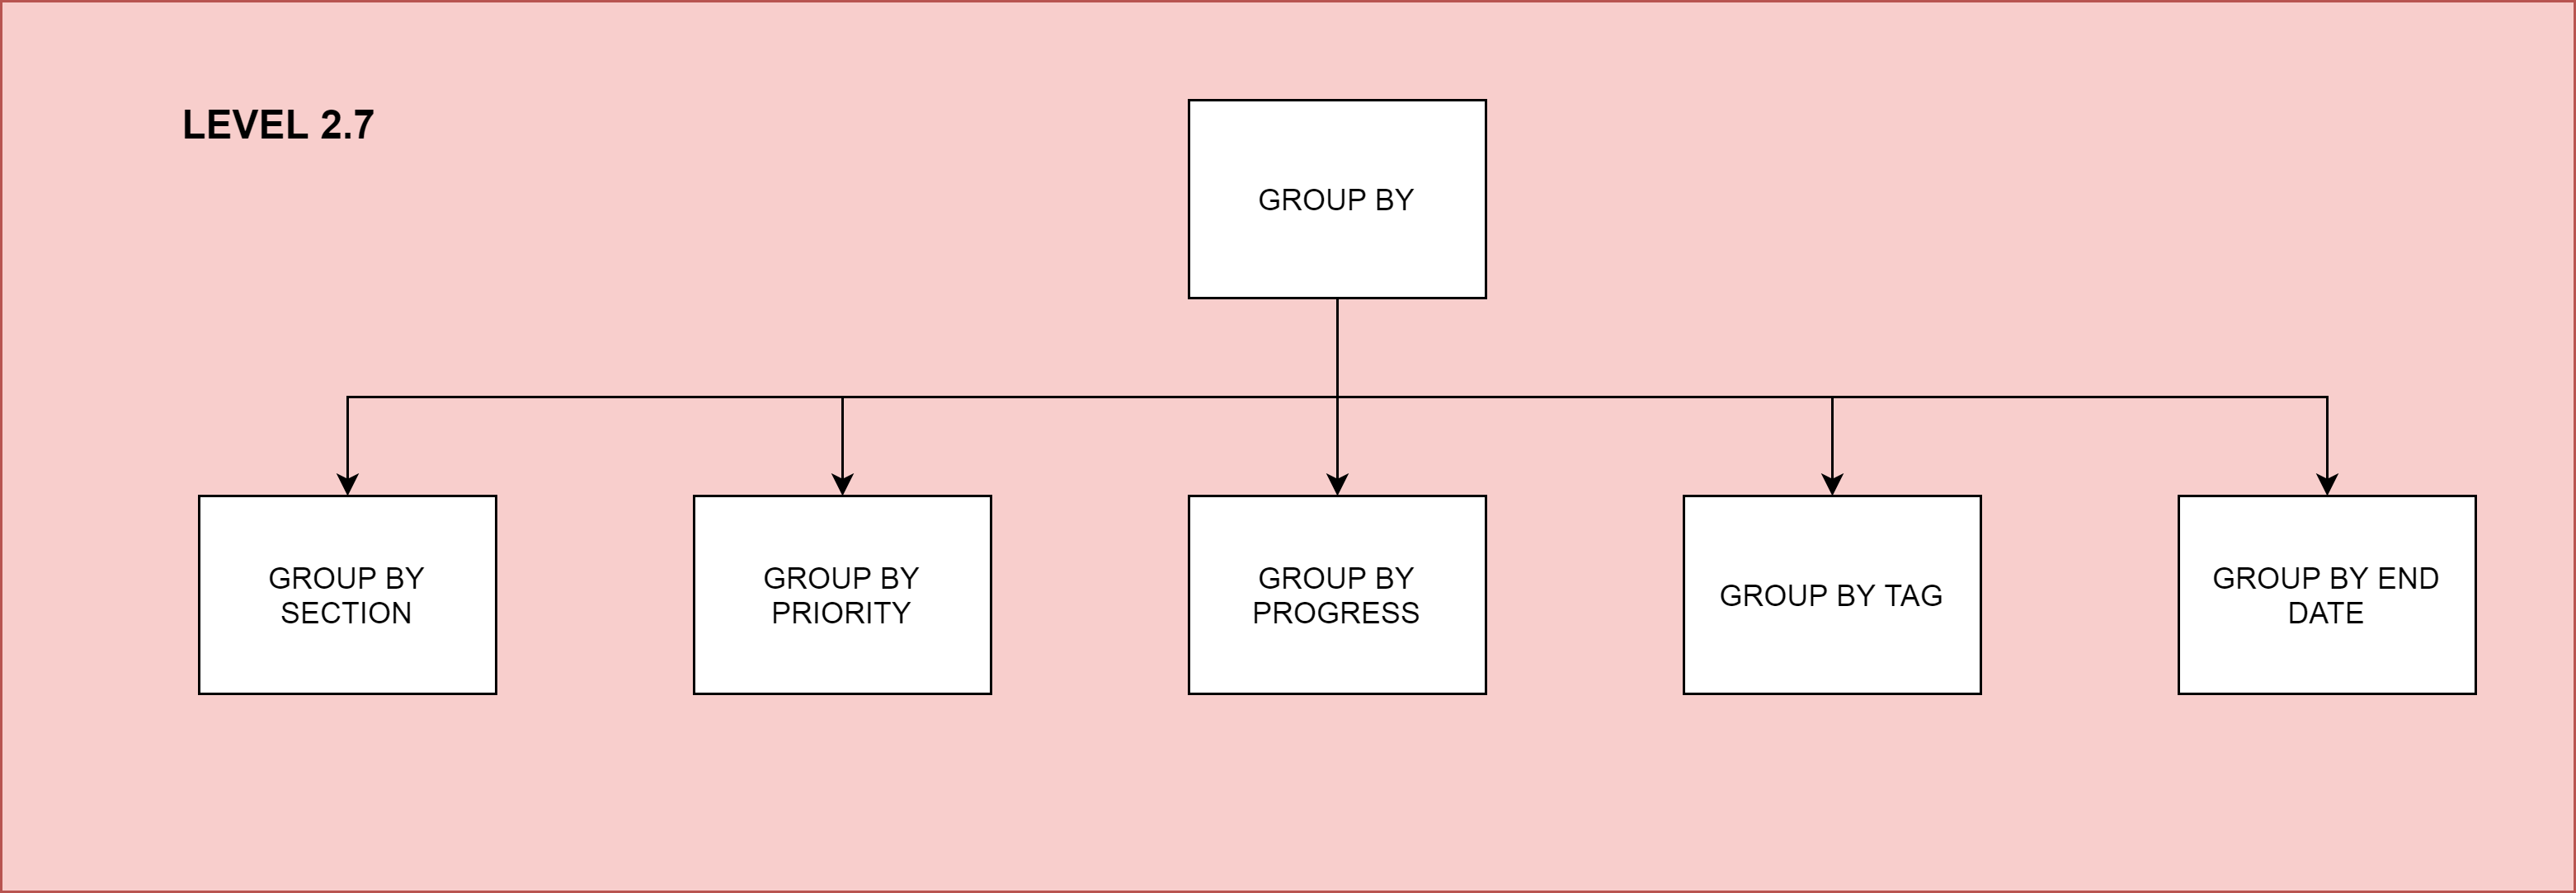 LEVEL 2.7
GROUP BY
GROUP BY
SECTION
GROUP BY
PRIORITY
GROUP BY
PROGRESS
GROUP BY TAG
GROUP BY END
DATE